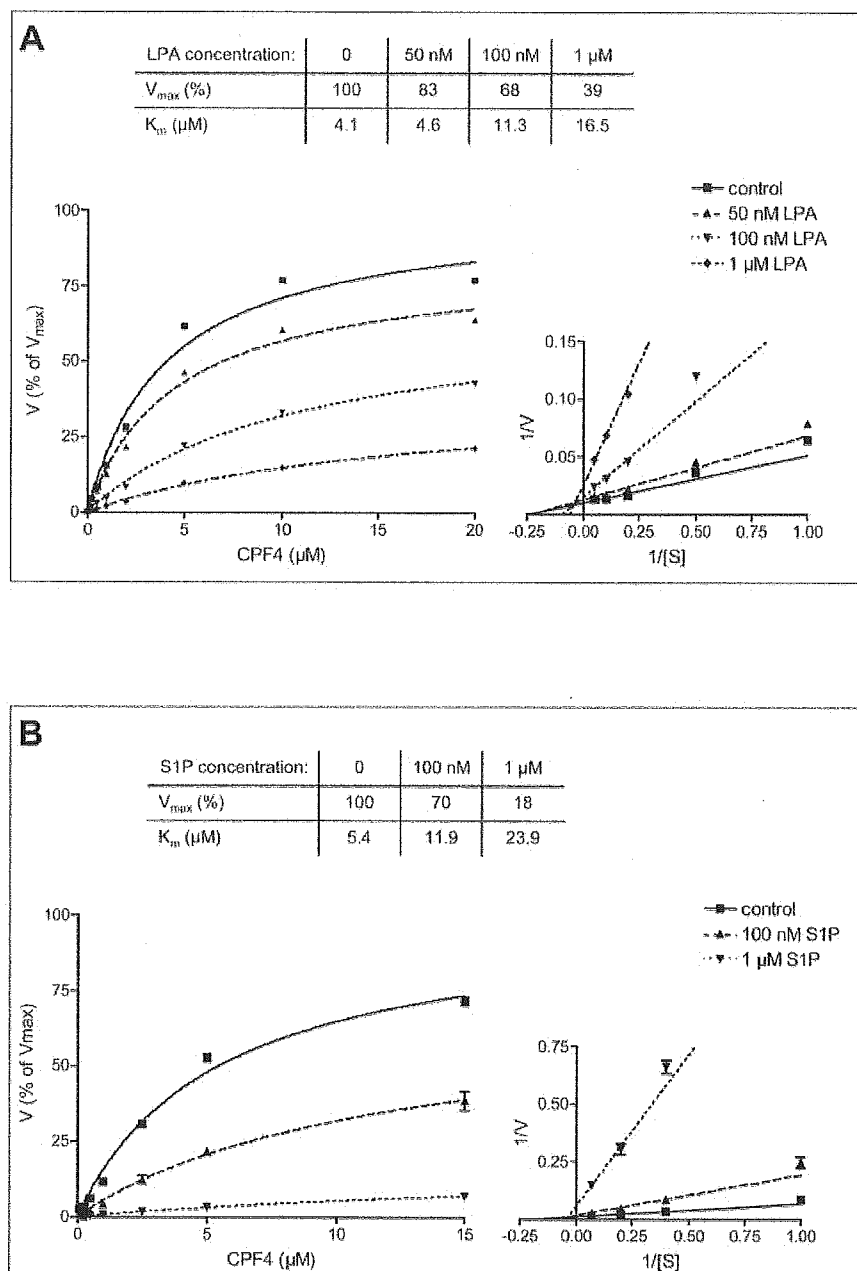 A
LPA concentration: 0 50 nM 100 nM 1 µM
Vmax (%) 100 83 68 39
Km (µM) 4.1 4.6 11.3 16.5
control
50 nM LPA
100 nM LPA
1 µM LPA
100
75
50
25
0
V (% of Vmax)
0 5 10 15 20
CPF4 (µM)
0.15
0.10
0.05
1/V
-0.25 0.00 0.25 0.50 0.75 1.00
1/[S]
B
S1P concentration: 0 100 nM 1 µM
Vmax (%) 100 70 18
Km (µM) 5.4 11.9 23.9
control
100 nM S1P
1 µM S1P
100
75
50
25
0
V (% of Vmax)
0 5 10 15
CPF4 (µM)
0.75
0.50
0.25
1/V
-0.25 0.00 0.25 0.50 0.75 1.00
1/[S]